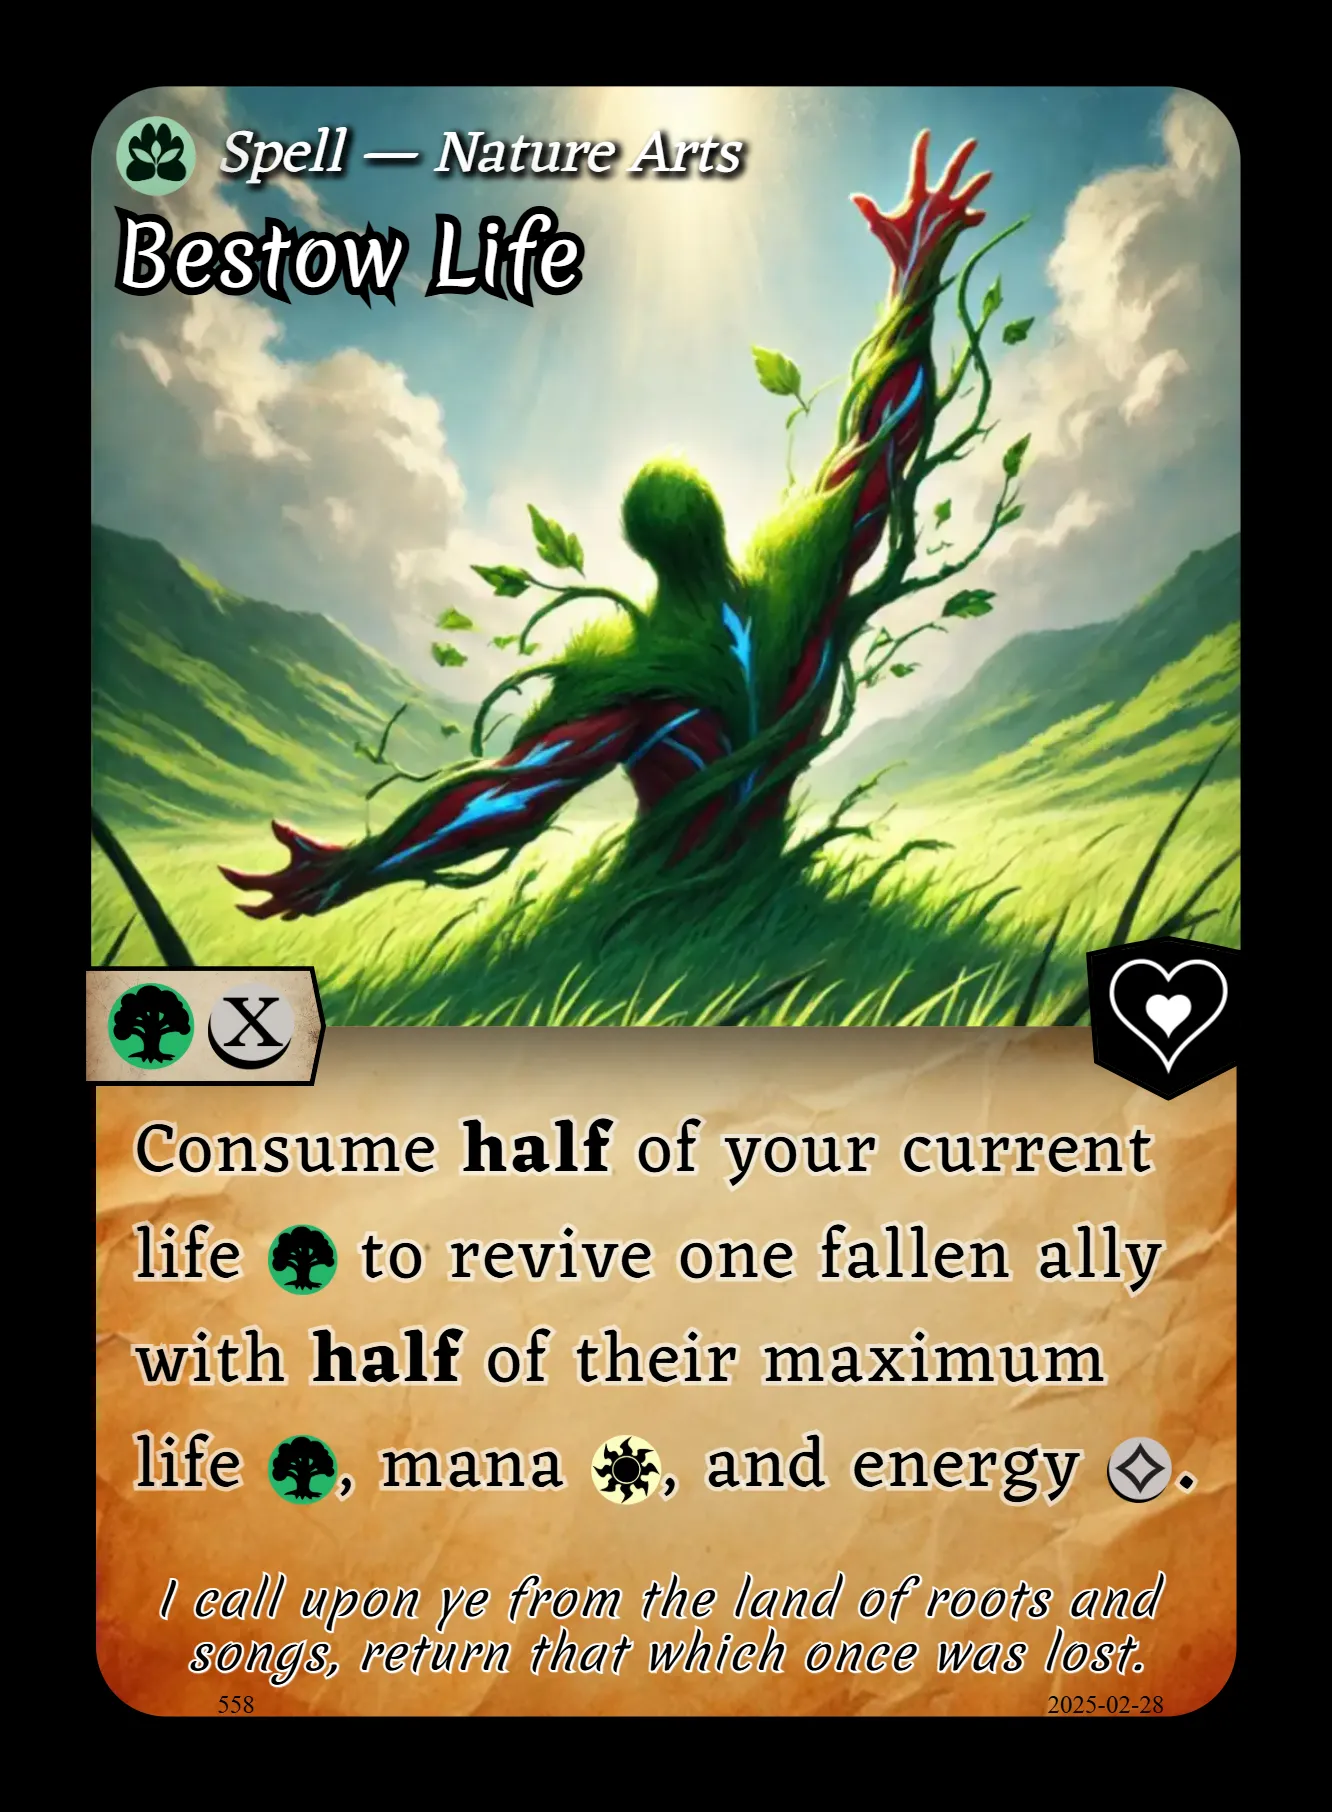 Spell — Nature Arts
Bestow Life
X
Consume half of your current
life to revive one fallen ally
with half of their maximum
life , mana , and energy .
I call upon ye from the land of roots and
songs, return that which once was lost.
558
2025-02-28